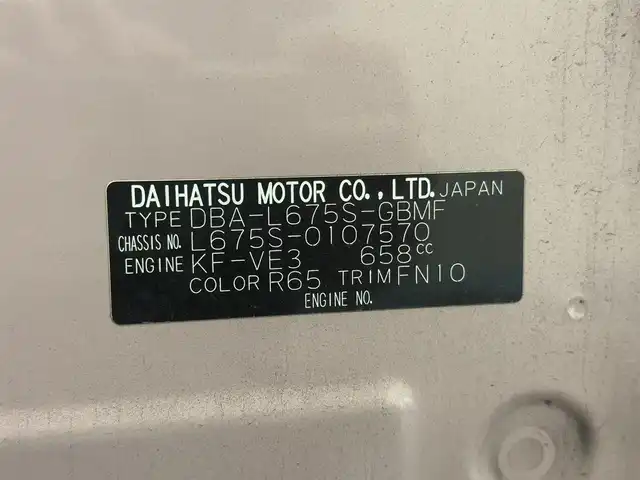 DAIHATSU MOTOR CO.,LTD. JAPAN
TYPE DBA-L675S-GBMF
CHASSIS NO. L675S-0107570
ENGINE KF-VE3 658cc
COLOR R65 TRIM FN10
ENGINE NO.